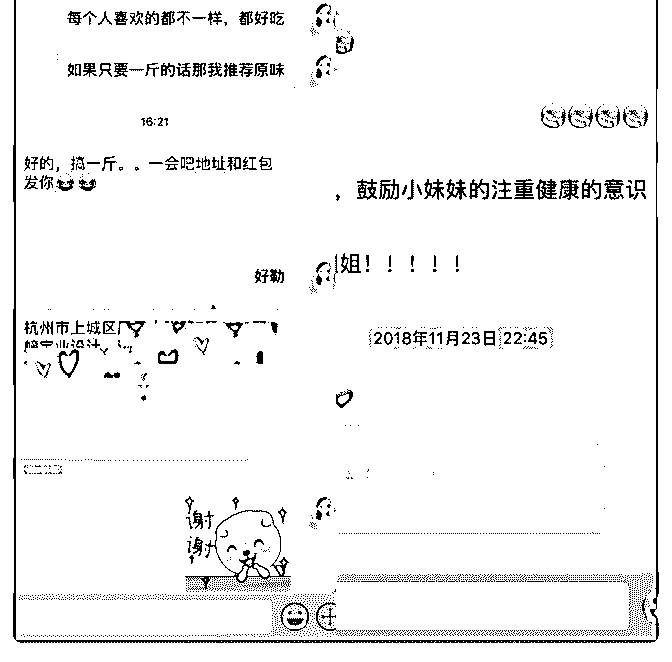 每个人喜欢的都不一样，都好吃
如果只要一斤的话那我推荐原味
16:21
好的，搞一斤。。一会吧地址和红包
发你
好勒
杭州市上城区
谢
谢
，鼓励小妹妹的注重健康的意识
姐！！！！！
2018年11月23日 22:45